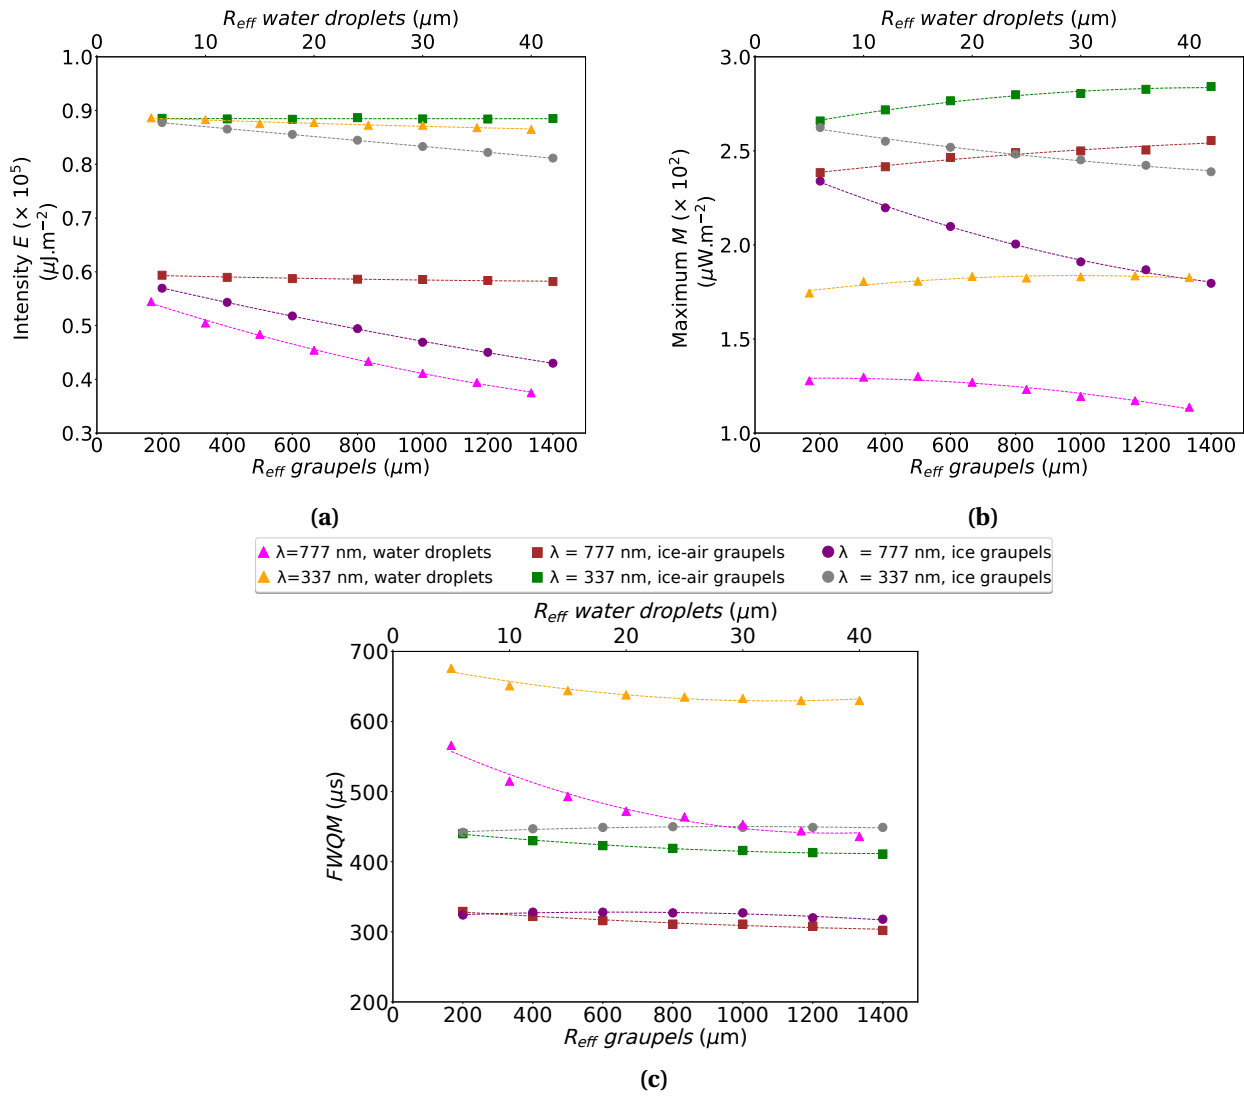 R_eff water droplets (μm)
0 10 20 30 40
1.0
0.9
0.8
0.7
0.6
0.5
0.4
0.3
Intensity E (× 10⁵)
(μJ.m⁻²)
0 200 400 600 800 1000 1200 1400
R_eff graupels (μm)
(a)
R_eff water droplets (μm)
0 10 20 30 40
3.0
2.5
2.0
1.5
1.0
Maximum M (× 10²)
(μW.m⁻²)
0 200 400 600 800 1000 1200 1400
R_eff graupels (μm)
(b)
λ=777 nm, water droplets
λ = 777 nm, ice-air graupels
λ = 777 nm, ice graupels
λ=337 nm, water droplets
λ = 337 nm, ice-air graupels
λ = 337 nm, ice graupels
R_eff water droplets (μm)
0 10 20 30 40
700
600
500
400
300
200
FWQM (μs)
0 200 400 600 800 1000 1200 1400
R_eff graupels (μm)
(c)